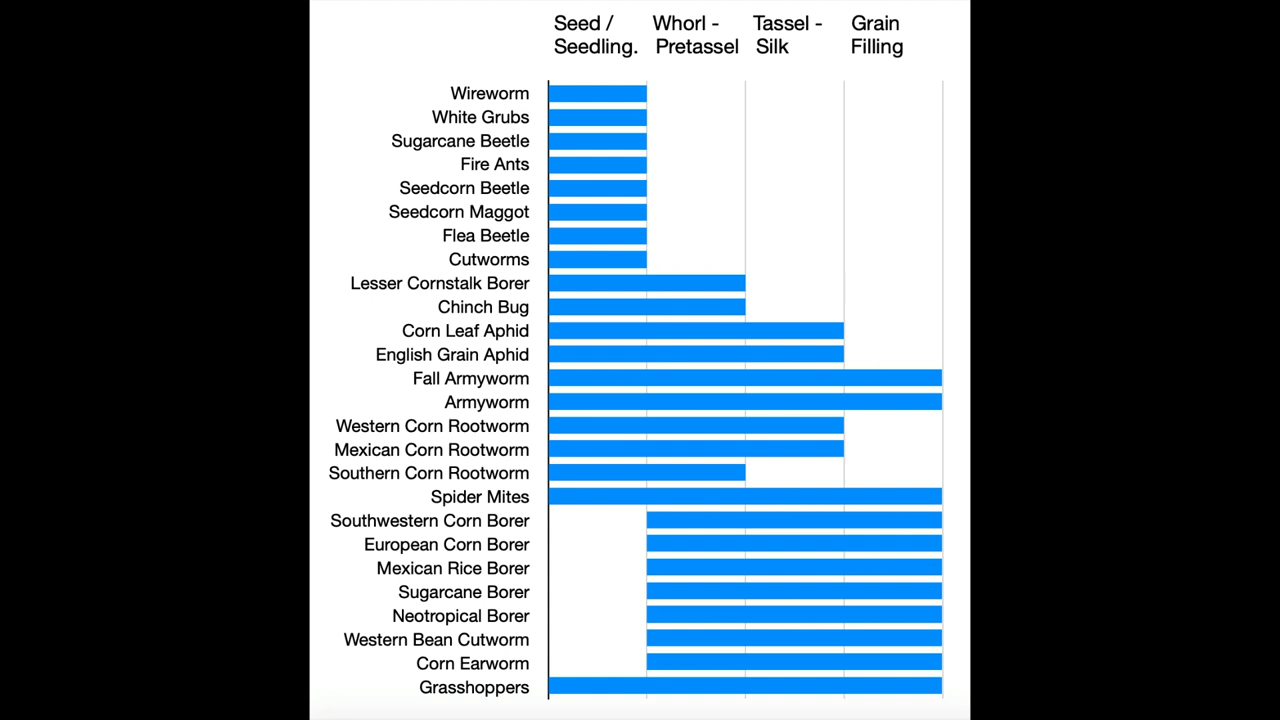 Seed / Whorl - Tassel - Grain
Seedling. Pretassel Silk Filling
Wireworm
White Grubs
Sugarcane Beetle
Fire Ants
Seedcorn Beetle
Seedcorn Maggot
Flea Beetle
Cutworms
Lesser Cornstalk Borer
Chinch Bug
Corn Leaf Aphid
English Grain Aphid
Fall Armyworm
Armyworm
Western Corn Rootworm
Mexican Corn Rootworm
Southern Corn Rootworm
Spider Mites
Southwestern Corn Borer
European Corn Borer
Mexican Rice Borer
Sugarcane Borer
Neotropical Borer
Western Bean Cutworm
Corn Earworm
Grasshoppers